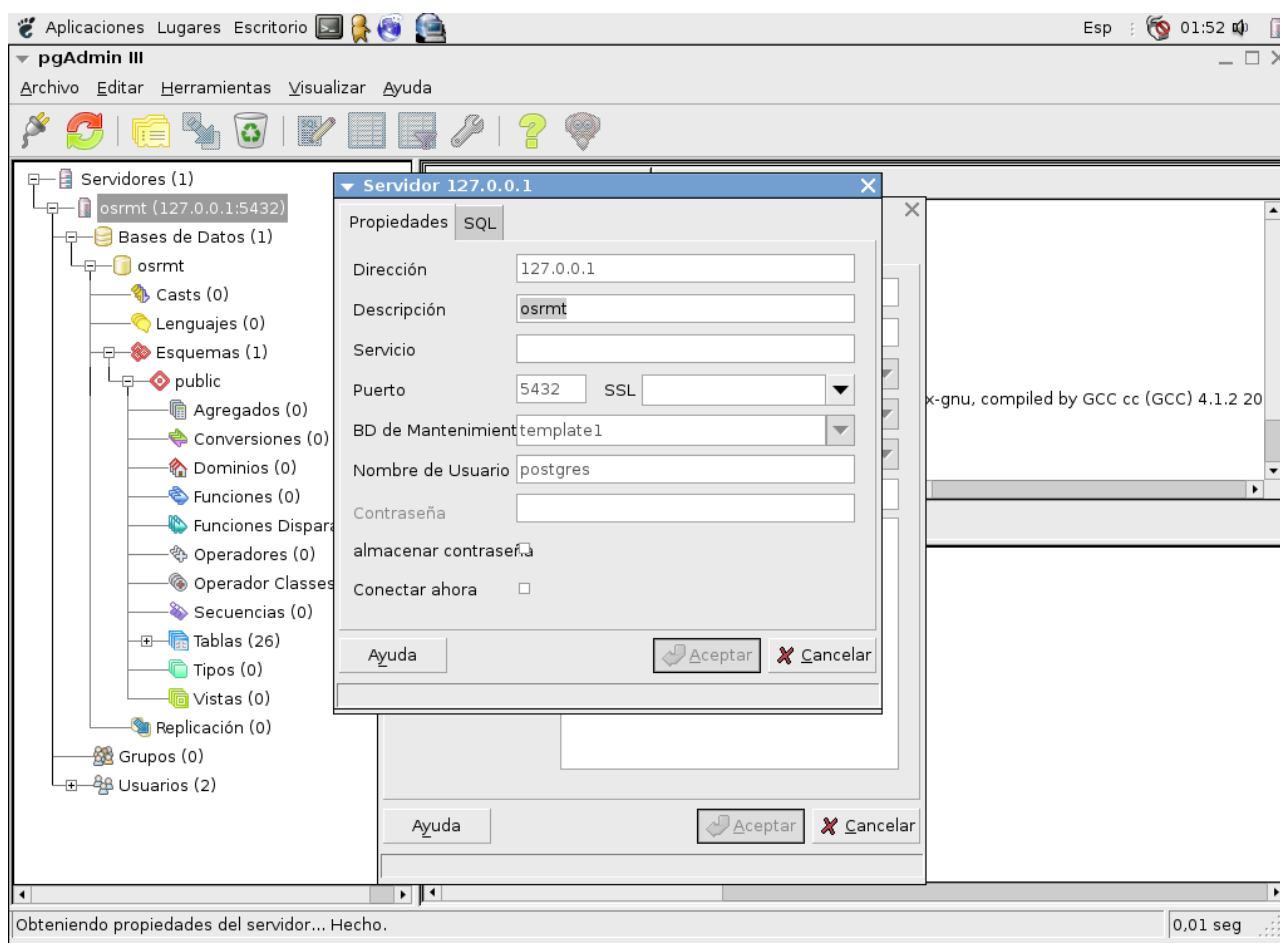 Aplicaciones Lugares Escritorio
Esp
01:52
pgAdmin III
Archivo Editar Herramientas Visualizar Ayuda
Servidores (1)
osrmt (127.0.0.1:5432)
Bases de Datos (1)
osrmt
Casts (0)
Lenguajes (0)
Esquemas (1)
public
Agregados (0)
Conversiones (0)
Dominios (0)
Funciones (0)
Funciones Dispara
Operadores (0)
Operador Classes
Secuencias (0)
Tablas (26)
Tipos (0)
Vistas (0)
Replicación (0)
Grupos (0)
Usuarios (2)
Servidor 127.0.0.1
Propiedades SQL
Dirección 127.0.0.1
Descripción osrmt
Servicio
Puerto 5432 SSL
BD de Mantenimient template1
Nombre de Usuario postgres
Contraseña
almacenar contraseña
Conectar ahora
Ayuda Aceptar Cancelar
x-gnu, compiled by GCC cc (GCC) 4.1.2 20
Ayuda Aceptar Cancelar
Obteniendo propiedades del servidor... Hecho.
0,01 seg